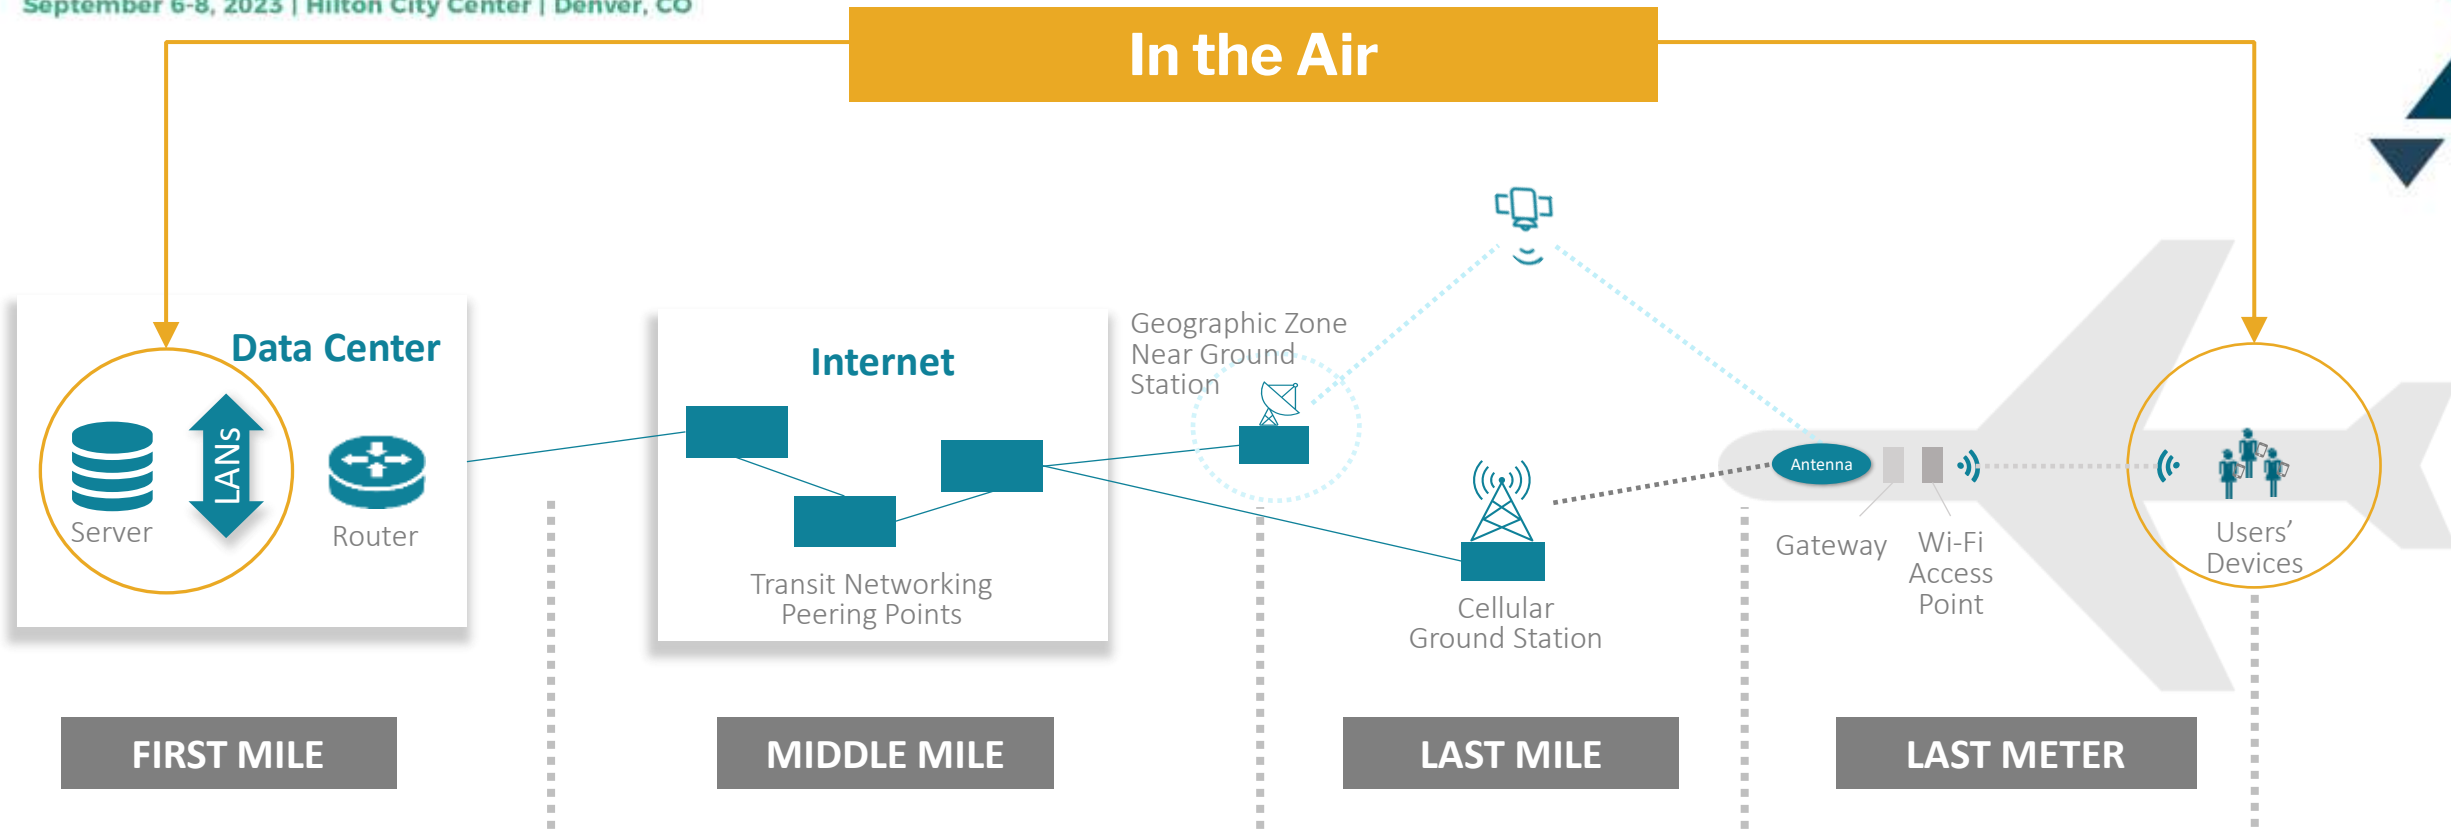 September 6-8, 2023 | Hilton City Center | Denver, CO
In the Air
Data Center
LANs
Server
Router
Internet
Transit Networking
Peering Points
Geographic Zone
Near Ground
Station
Cellular
Ground Station
Antenna
Gateway
Wi-Fi
Access
Point
Users’
Devices
FIRST MILE
MIDDLE MILE
LAST MILE
LAST METER